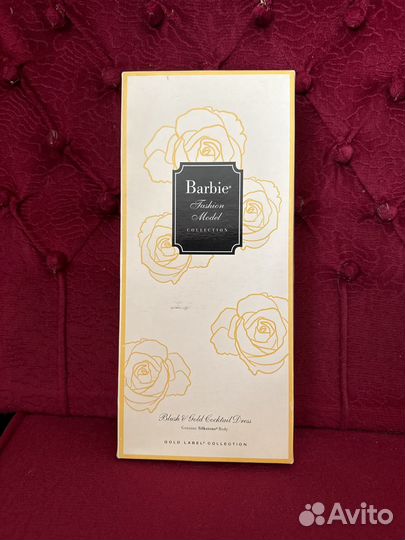 Barbie®
Fashion
Model
COLLECTION
Blush & Gold Cocktail Dress
Genuine Silkstone® Body
GOLD LABEL® COLLECTION
Avito